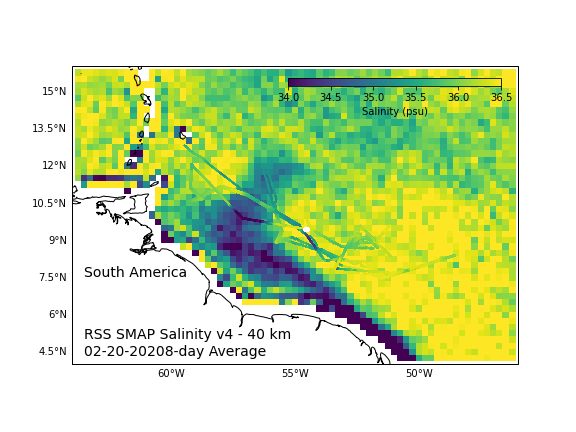 15°N
34.0 34.5 35.0 35.5 36.0 36.5
Salinity (psu)
13.5°N
12°N
10.5°N
9°N
7.5°N
South America
6°N
RSS SMAP Salinity v4 - 40 km
02-20-20208-day Average
4.5°N
60°W 55°W 50°W